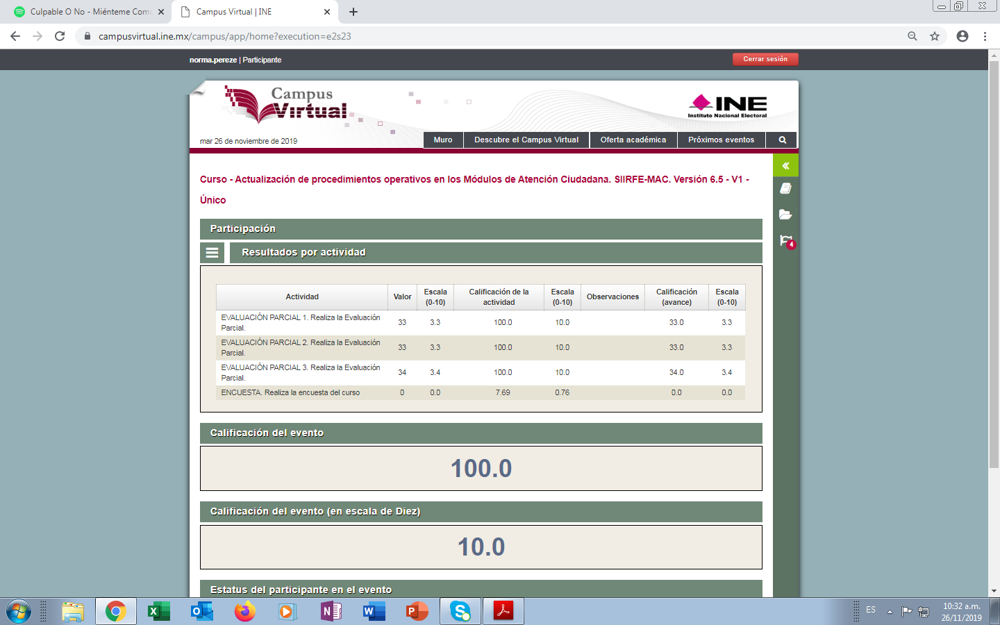 Culpable O No - Miénteme Como
Campus Virtual | INE
campusvirtual.ine.mx/campus/app/home?execution=e2s23
norma.pereze | Participante
Cerrar sesión
Campus
Virtual
INE
Instituto Nacional Electoral
mar 26 de noviembre de 2019
Muro
Descubre el Campus Virtual
Oferta académica
Próximos eventos
Curso - Actualización de procedimientos operativos en los Módulos de Atención Ciudadana. SIIRFE-MAC. Versión 6.5 - V1 -
Único
4
Participación
Resultados por actividad
Actividad Valor Escala (0-10) Calificación de la actividad Escala (0-10) Observaciones Calificación (avance) Escala (0-10)
EVALUACIÓN PARCIAL 1. Realiza la Evaluación Parcial. 33 3.3 100.0 10.0 33.0 3.3
EVALUACIÓN PARCIAL 2. Realiza la Evaluación Parcial. 33 3.3 100.0 10.0 33.0 3.3
EVALUACIÓN PARCIAL 3. Realiza la Evaluación Parcial. 34 3.4 100.0 10.0 34.0 3.4
ENCUESTA. Realiza la encuesta del curso 0 0.0 7.69 0.76 0.0 0.0
Calificación del evento
100.0
Calificación del evento (en escala de Diez)
10.0
Estatus del participante en el evento
ES
10:32 a.m.
26/11/2019